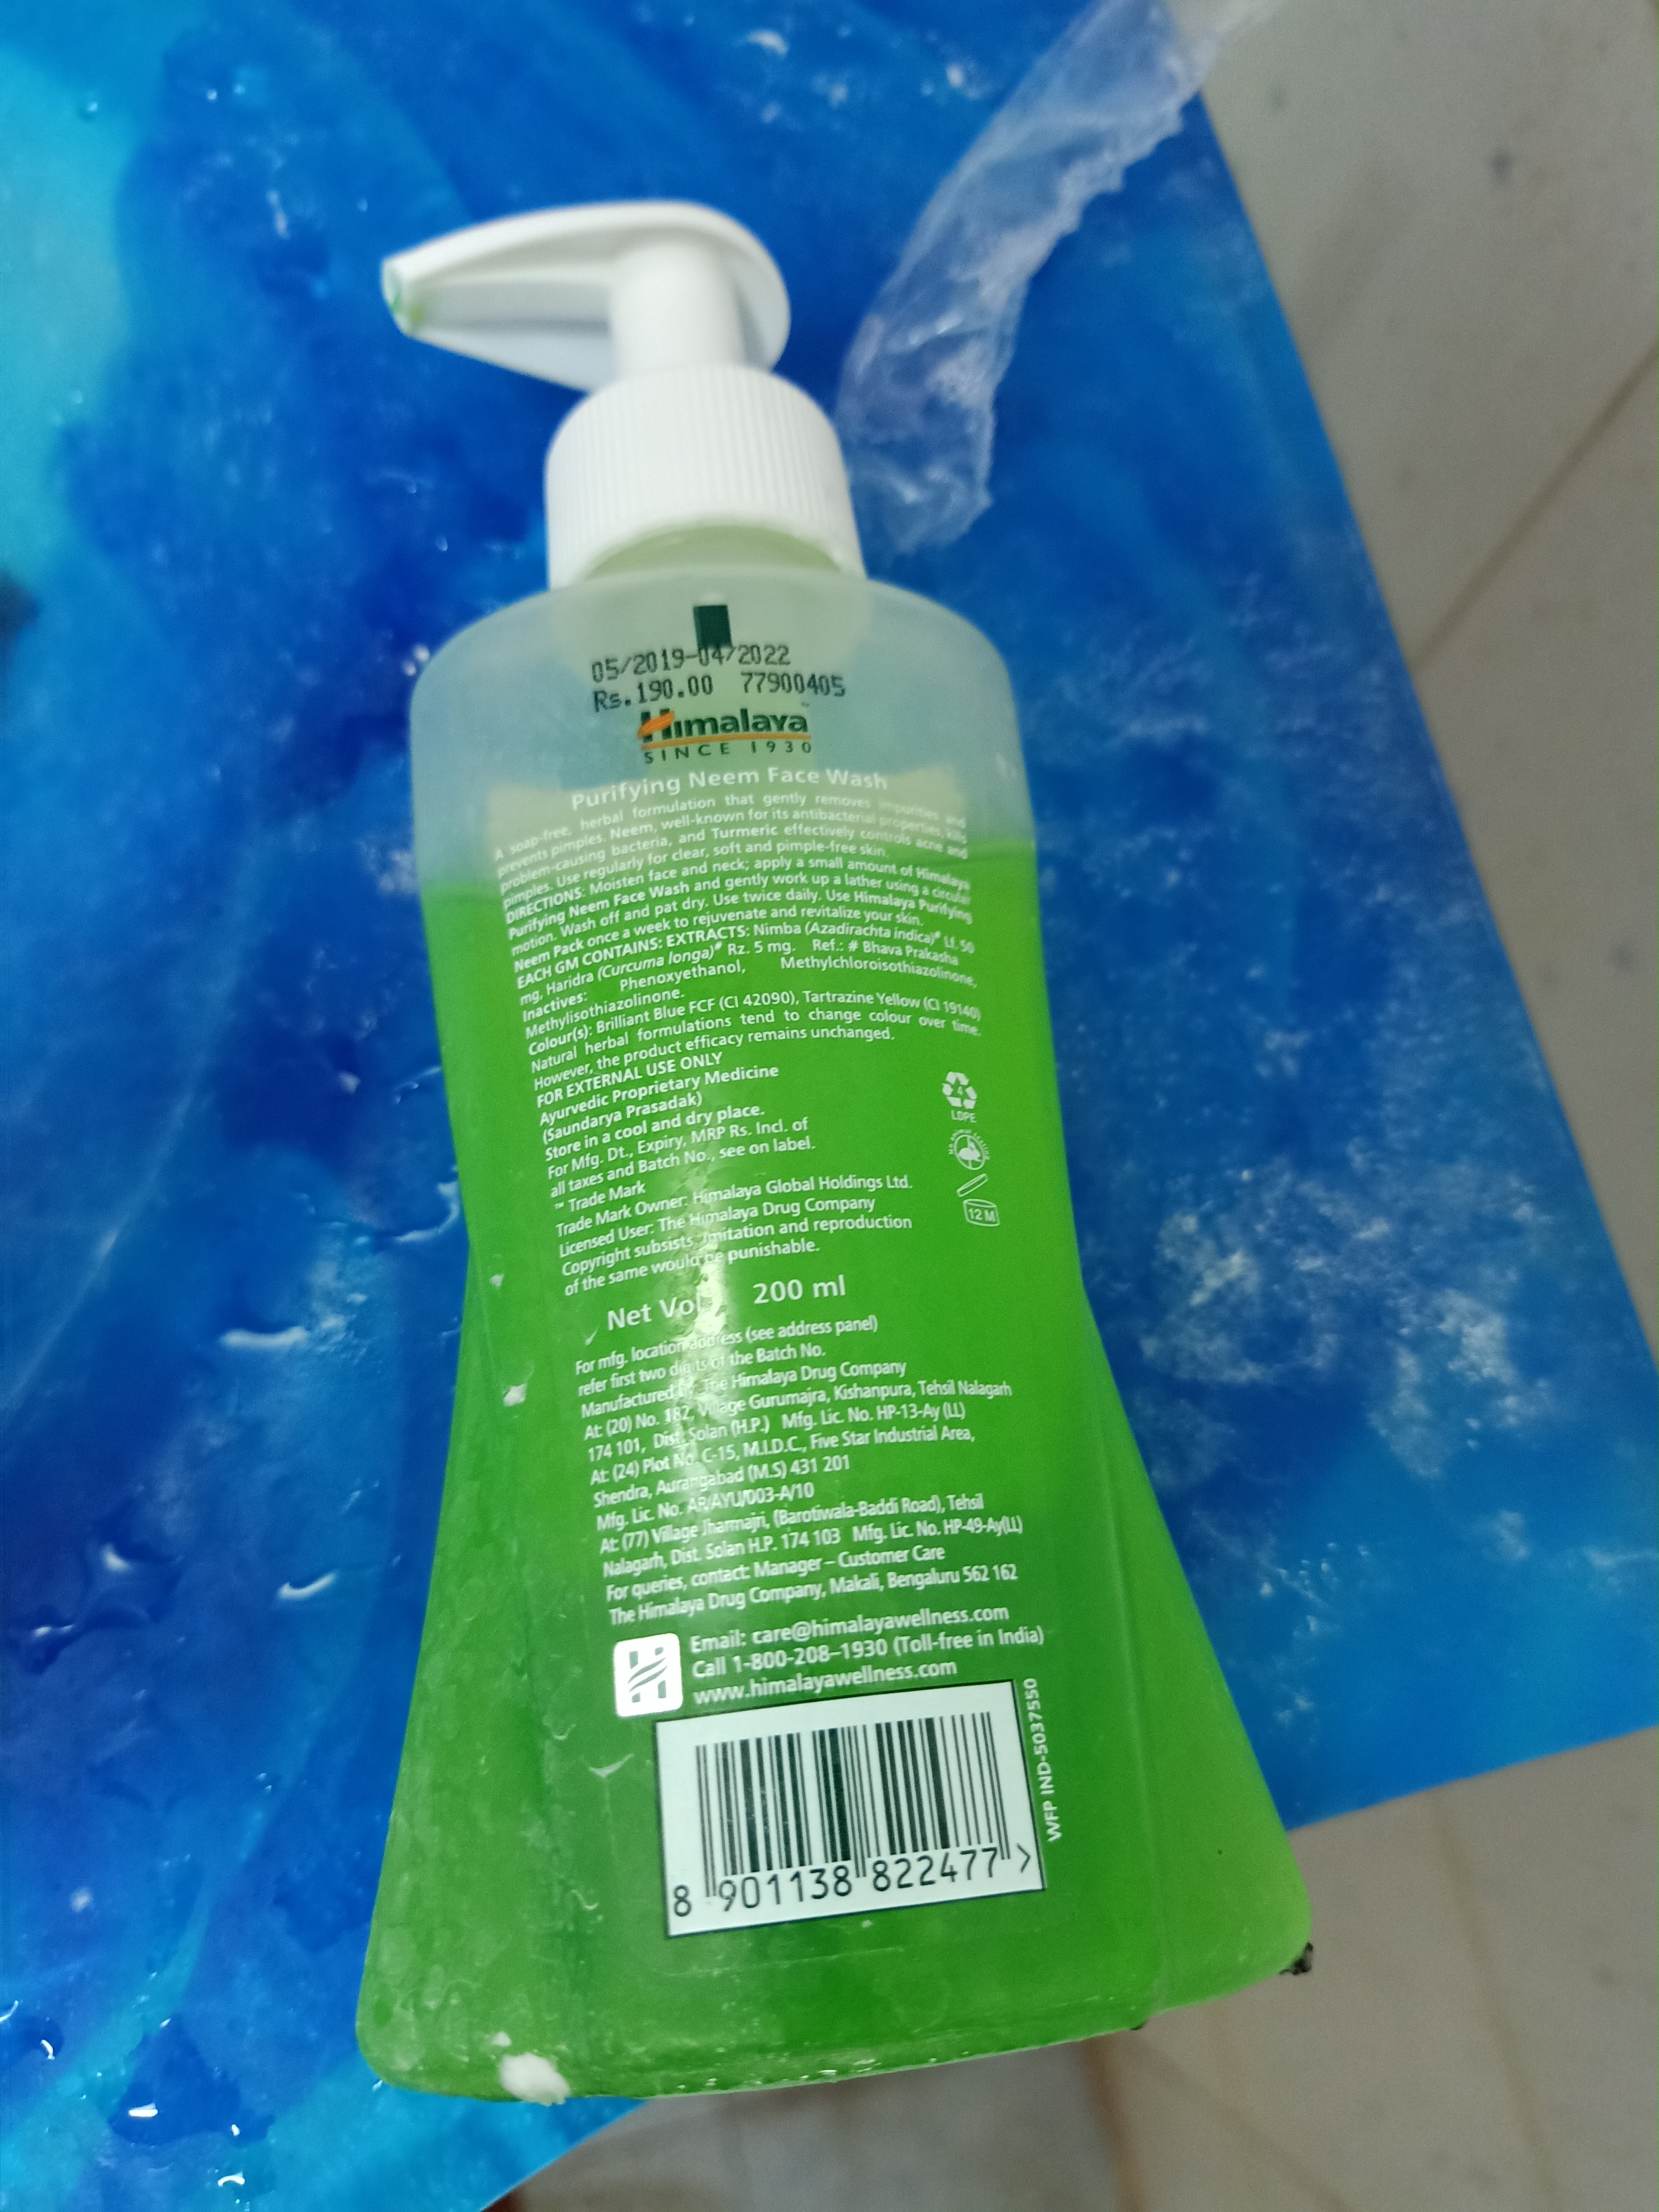 05/2019-04/2022
Rs.190.00 77900405
Himalaya
SINCE 1930
Purifying Neem Face Wash
A soap-free, herbal formulation that gently removes impurities and
prevents pimples. Neem, well-known for its antibacterial properties, kills
problem-causing bacteria, and Turmeric effectively controls acne and
pimples. Use regularly for clear, soft and pimple-free skin.
DIRECTIONS: Moisten face and neck; apply a small amount of Himalaya
Purifying Neem Face Wash and gently work up a lather using a circular
motion. Wash off and pat dry. Use twice daily. Use Himalaya Purifying
Neem Pack once a week to rejuvenate and revitalize your skin.
EACH GM CONTAINS: EXTRACTS: Nimba (Azadirachta indica)# Lf. 50
mg, Haridra (Curcuma longa)# Rz. 5 mg. Ref.: # Bhava Prakasha
Inactives: Phenoxyethanol, Methylchloroisothiazolinone,
Methylisothiazolinone.
Colour(s): Brilliant Blue FCF (CI 42090), Tartrazine Yellow (CI 19140)
Natural herbal formulations tend to change colour over time.
However, the product efficacy remains unchanged.
FOR EXTERNAL USE ONLY
Ayurvedic Proprietary Medicine
(Saundarya Prasadak)
Store in a cool and dry place.
For Mfg. Dt., Expiry, MRP Rs. Incl. of
all taxes and Batch No., see on label.
™ Trade Mark
Trade Mark Owner: Himalaya Global Holdings Ltd.
Licensed User: The Himalaya Drug Company
Copyright subsists. Imitation and reproduction
of the same would be punishable.
4
LDPE
12 M
Net Vol. 200 ml
For mfg. location address (see address panel)
refer first two digits of the Batch No.
Manufactured by: The Himalaya Drug Company
At: (20) No. 182, Village Gurumajra, Kishanpura, Tehsil Nalagarh
174 101, Dist. Solan (H.P.) Mfg. Lic. No. HP-13-Ay (LL)
At: (24) Plot No. C-15, M.I.D.C., Five Star Industrial Area,
Shendra, Aurangabad (M.S) 431 201
Mfg. Lic. No. AR/AYU/003-A/10
At: (77) Village Jharmajri, (Barotiwala-Baddi Road), Tehsil
Nalagarh, Dist. Solan H.P. 174 103 Mfg. Lic. No. HP-49-Ay(LL)
For queries, contact: Manager – Customer Care
The Himalaya Drug Company, Makali, Bengaluru 562 162
Email: care@himalayawellness.com
Call 1-800-208-1930 (Toll-free in India)
www.himalayawellness.com
8 901138 822477 >
WFP IND-5037550